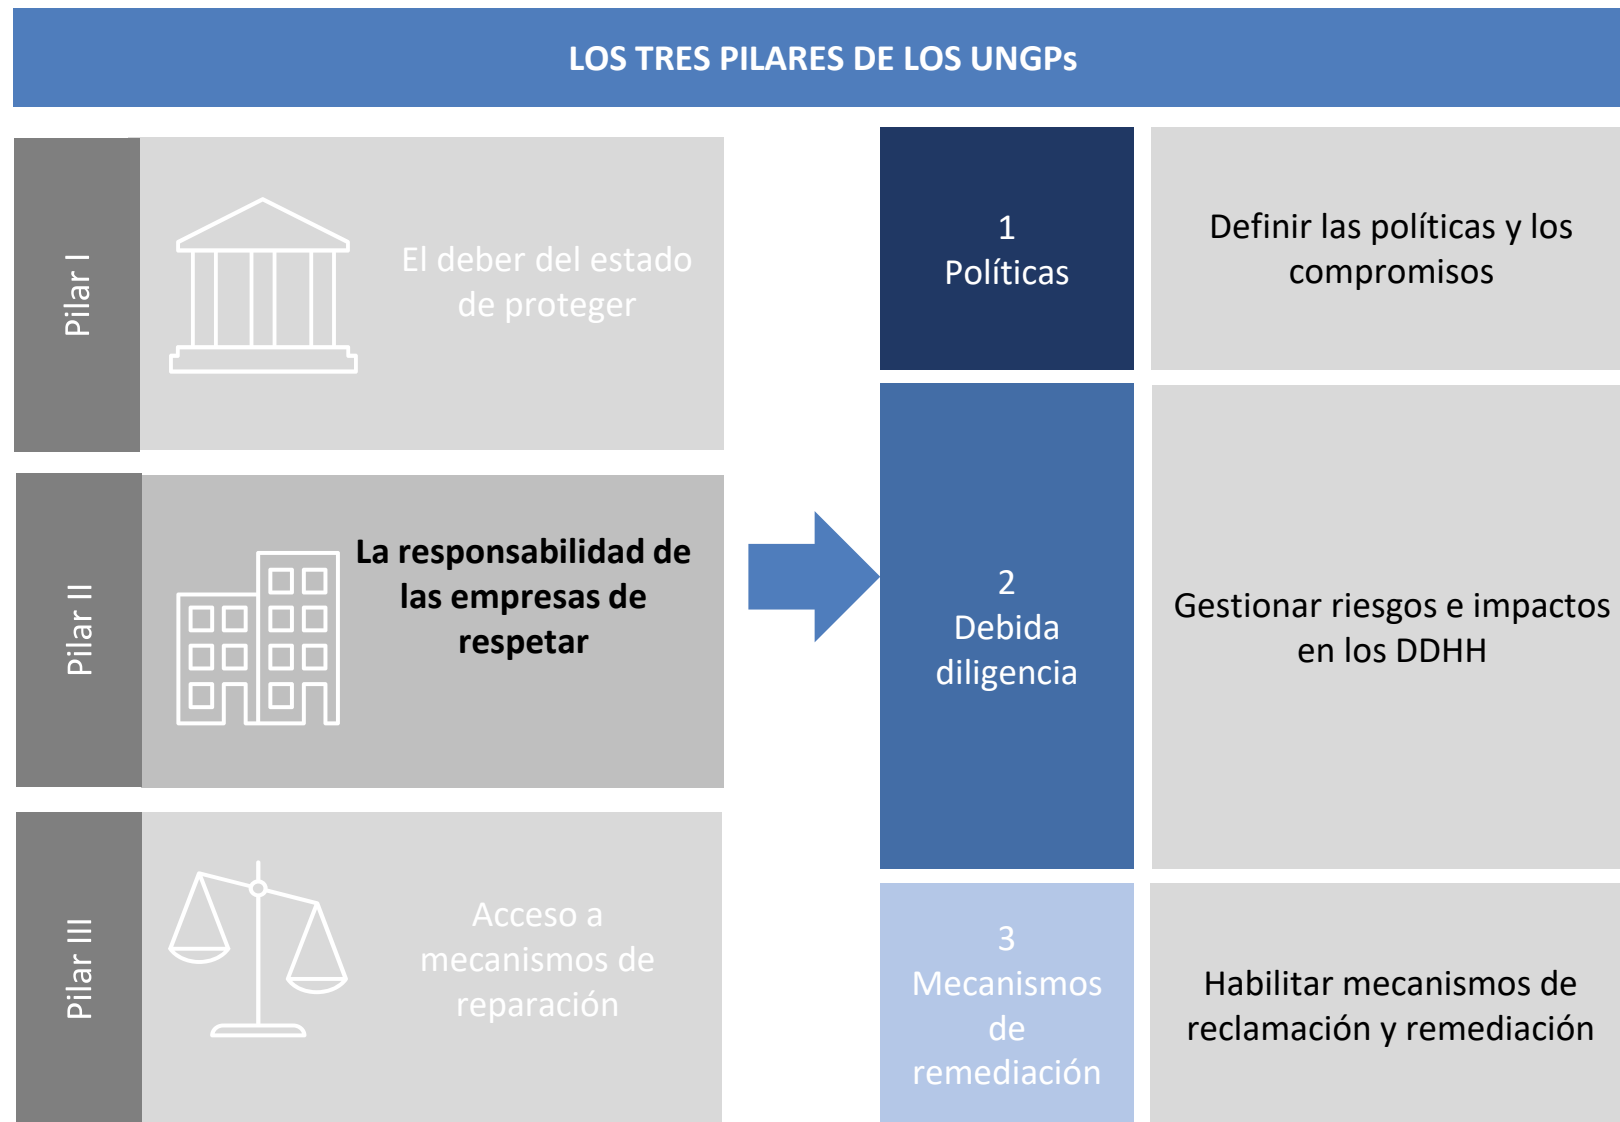 LOS TRES PILARES DE LOS UNGPs
Pilar I
El deber del estado
de proteger
Pilar II
La responsabilidad de
las empresas de
respetar
Pilar III
Acceso a
mecanismos de
reparación
1
Políticas
Definir las políticas y los
compromisos
2
Debida
diligencia
Gestionar riesgos e impactos
en los DDHH
3
Mecanismos
de
remediación
Habilitar mecanismos de
reclamación y remediación